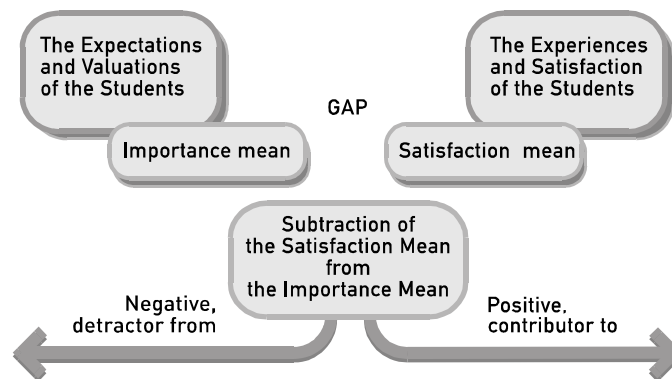 The Expectations
and Valuations
of the Students
The Experiences
and Satisfaction
of the Students
GAP
Importance mean
Satisfaction mean
Subtraction of
the Satisfaction Mean
from
the Importance Mean
Negative,
detractor from
Positive,
contributor to